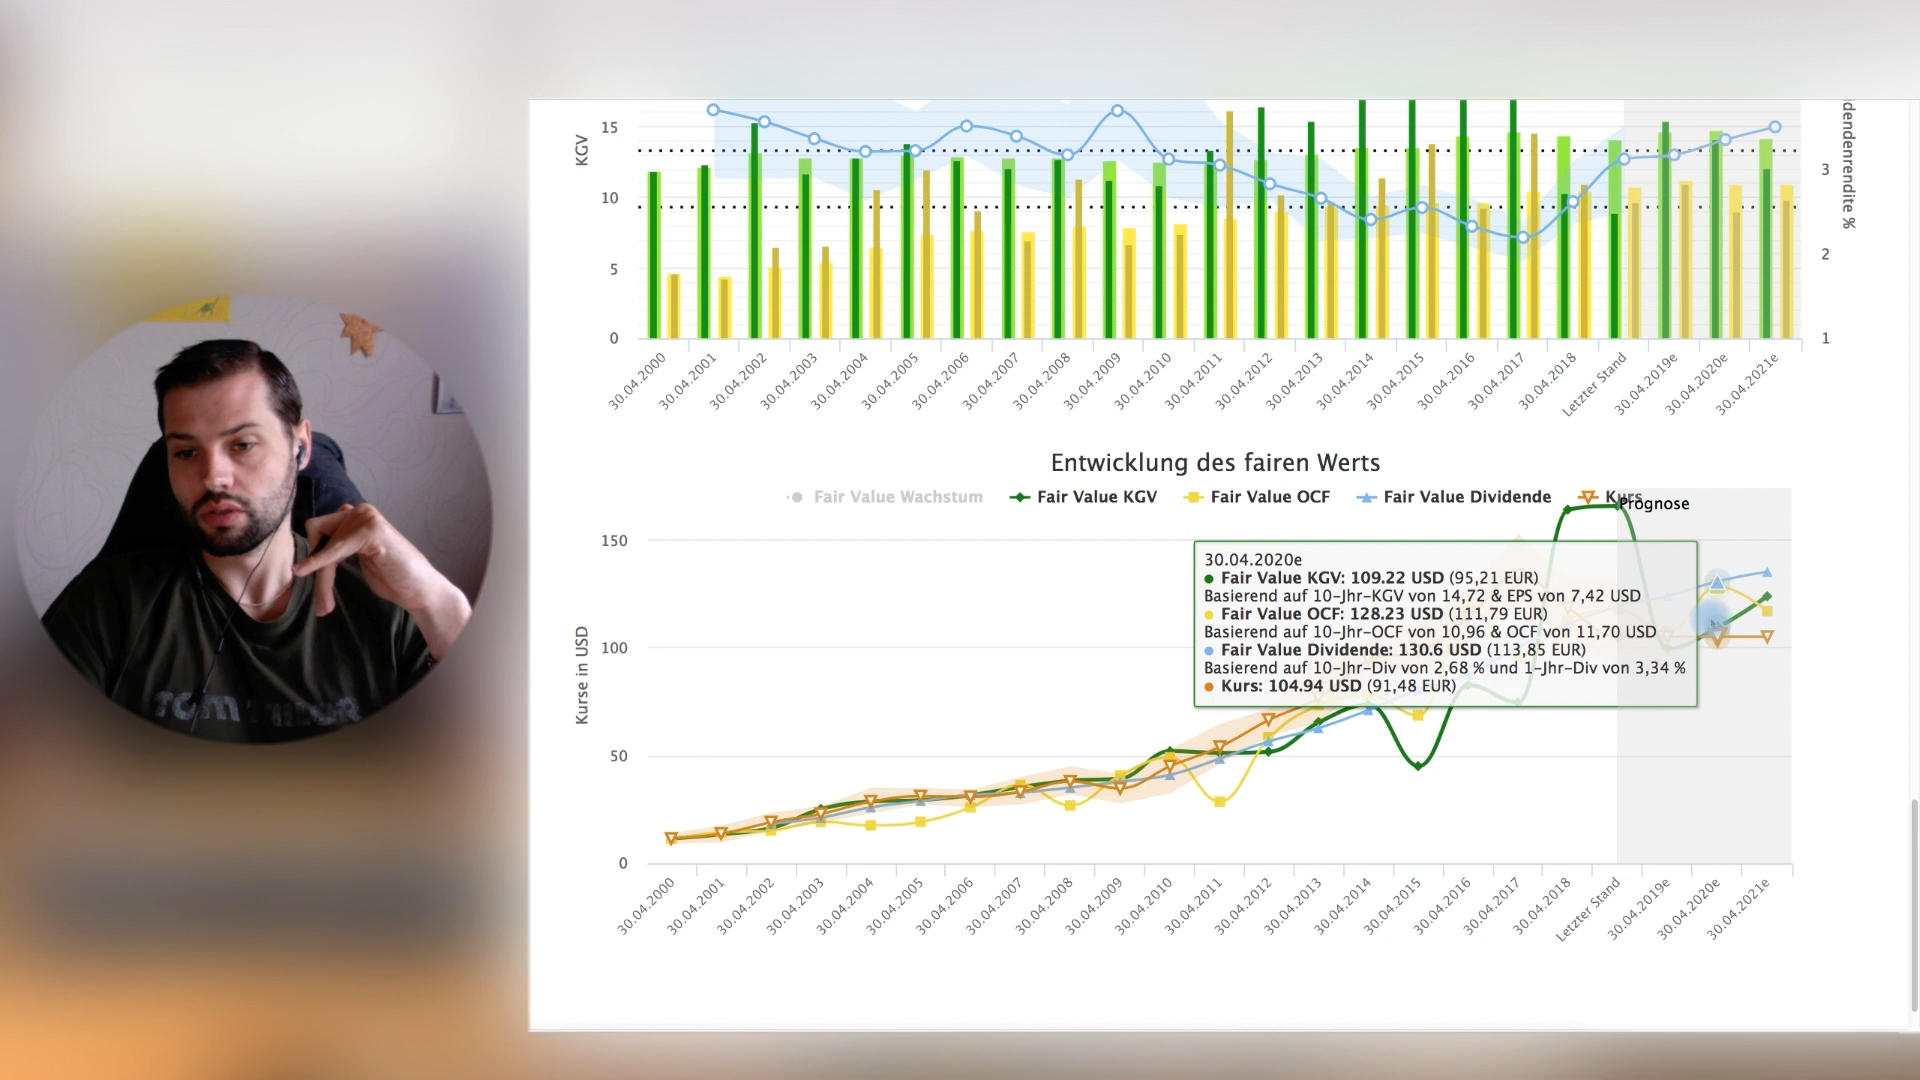 15
10
5
0
KGV
3
2
1
dendenrendite %
30.04.2000
30.04.2001
30.04.2002
30.04.2003
30.04.2004
30.04.2005
30.04.2006
30.04.2007
30.04.2008
30.04.2009
30.04.2010
30.04.2011
30.04.2012
30.04.2013
30.04.2014
30.04.2015
30.04.2016
30.04.2017
30.04.2018
Letzter Stand
30.04.2019e
30.04.2020e
30.04.2021e
Entwicklung des fairen Werts
Fair Value Wachstum Fair Value KGV Fair Value OCF Fair Value Dividende Kurs
Prognose
150
100
50
0
Kurse in USD
30.04.2020e
Fair Value KGV: 109.22 USD (95,21 EUR)
Basierend auf 10-Jhr-KGV von 14,72 & EPS von 7,42 USD
Fair Value OCF: 128.23 USD (111,79 EUR)
Basierend auf 10-Jhr-OCF von 10,96 & OCF von 11,70 USD
Fair Value Dividende: 130.6 USD (113,85 EUR)
Basierend auf 10-Jhr-Div von 2,68 % und 1-Jhr-Div von 3,34 %
Kurs: 104.94 USD (91,48 EUR)
30.04.2000
30.04.2001
30.04.2002
30.04.2003
30.04.2004
30.04.2005
30.04.2006
30.04.2007
30.04.2008
30.04.2009
30.04.2010
30.04.2011
30.04.2012
30.04.2013
30.04.2014
30.04.2015
30.04.2016
30.04.2017
30.04.2018
Letzter Stand
30.04.2019e
30.04.2020e
30.04.2021e
TOM